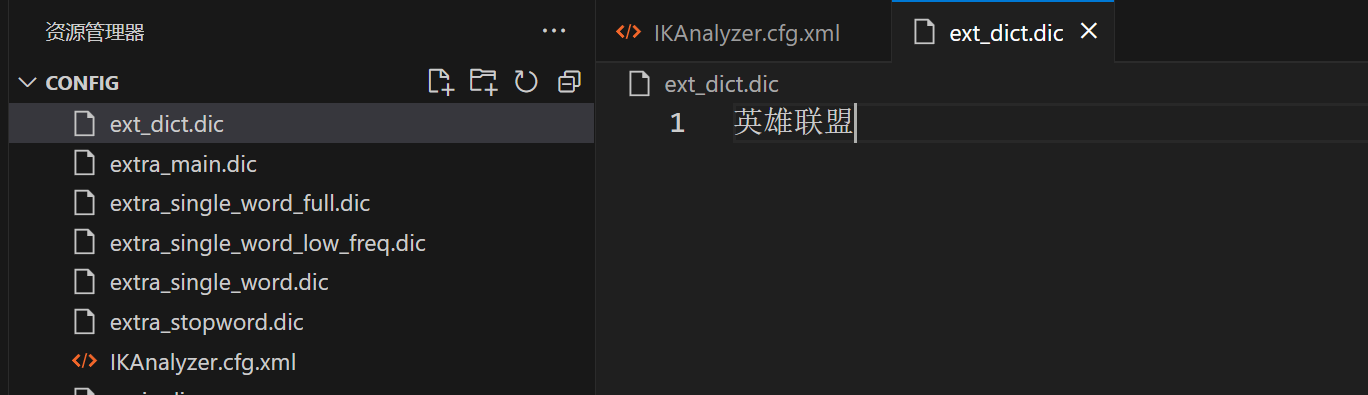 资源管理器
CONFIG
ext_dict.dic
extra_main.dic
extra_single_word_full.dic
extra_single_word_low_freq.dic
extra_single_word.dic
extra_stopword.dic
IKAnalyzer.cfg.xml
IKAnalyzer.cfg.xml
ext_dict.dic
ext_dict.dic
1 英雄联盟